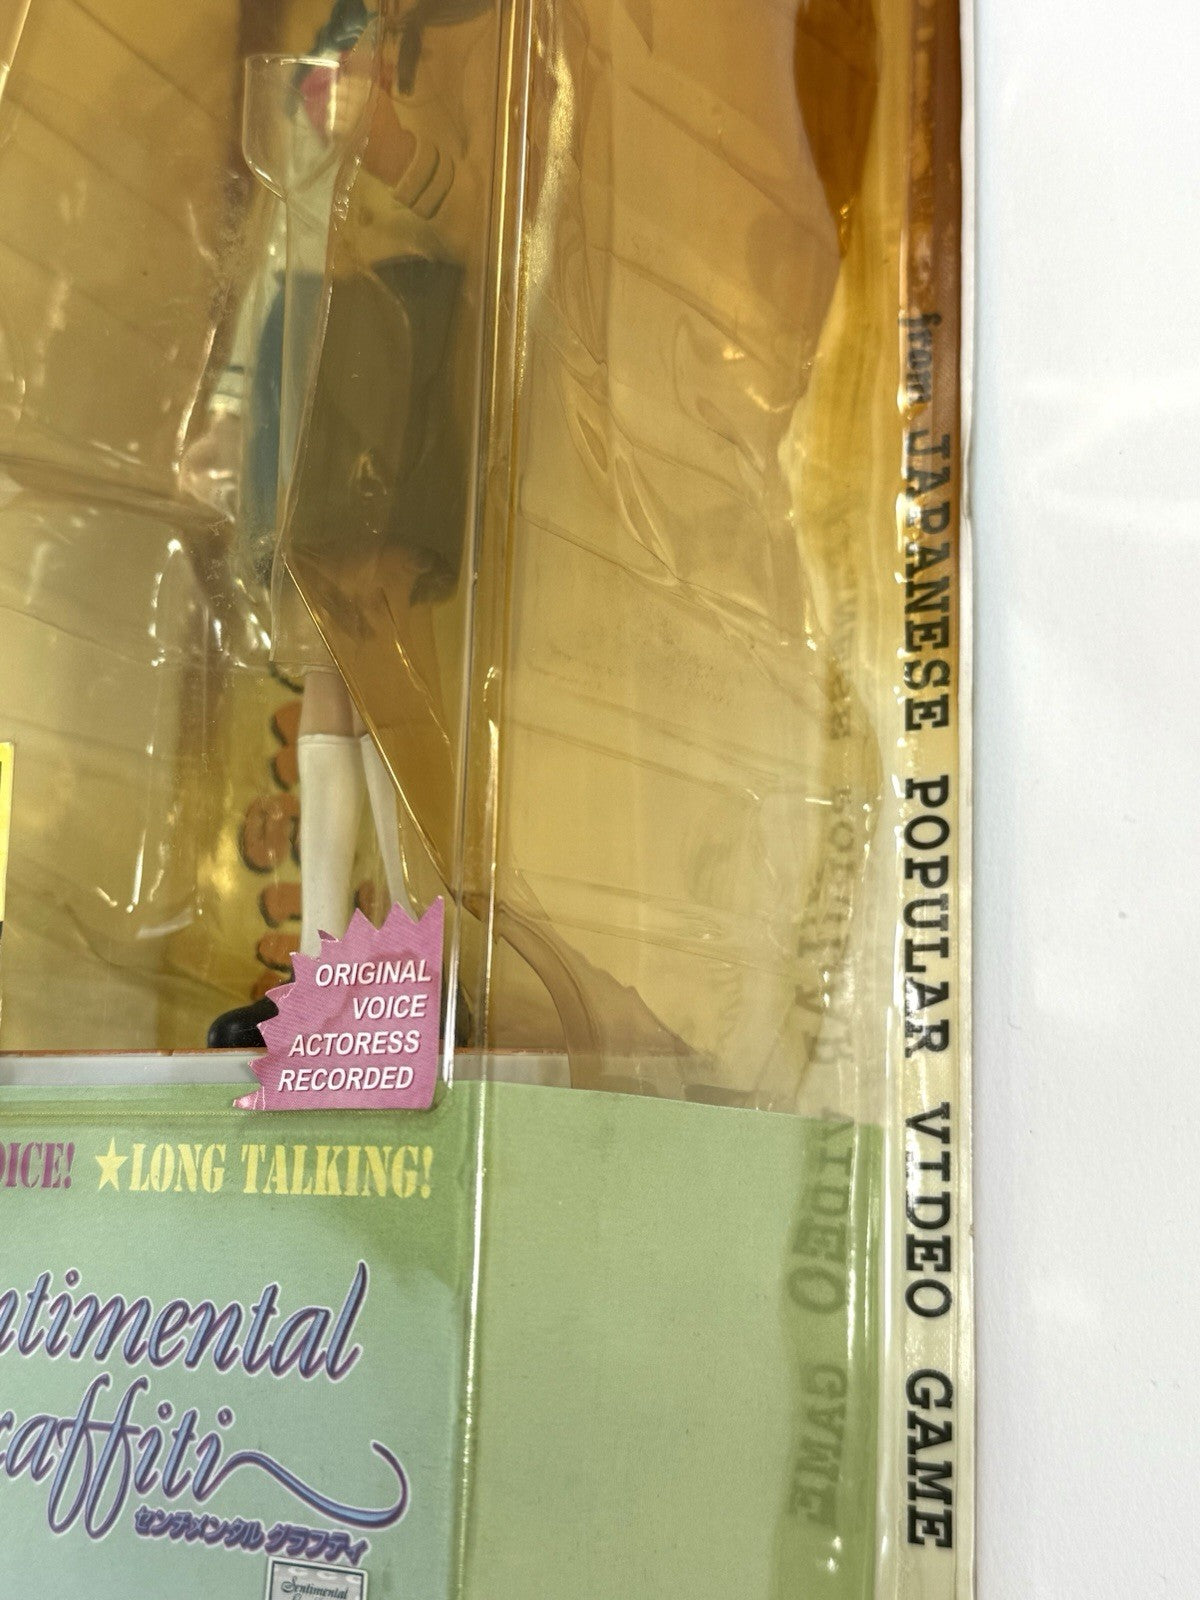 from JAPANESE POPULAR VIDEO GAME
ORIGINAL
VOICE
ACTORESS
RECORDED
OICE! ★LONG TALKING!
ntimental
raffiti
センチメンタル グラフティ
Sentimental